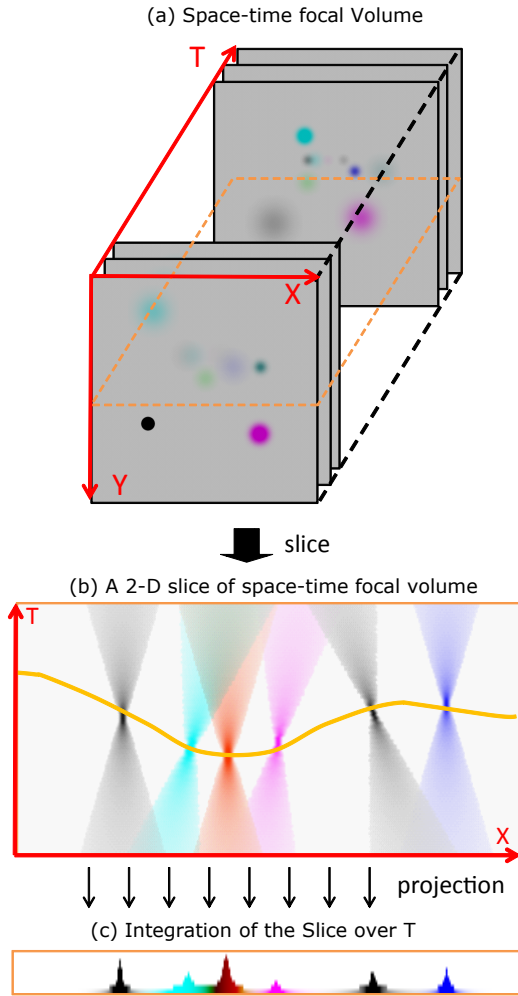 (a) Space-time focal Volume
T
X
Y
slice
(b) A 2-D slice of space-time focal volume
T
X
projection
(c) Integration of the Slice over T